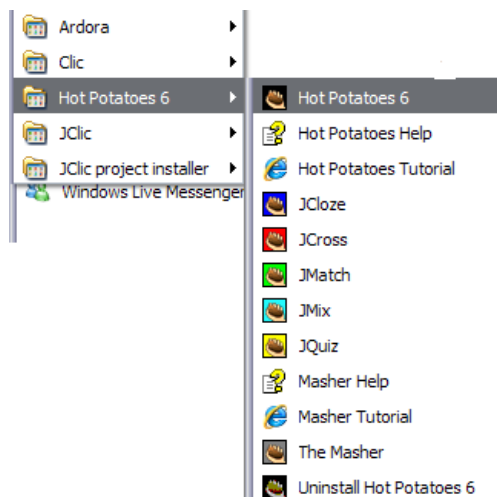 Ardora
Clic
Hot Potatoes 6
JClic
JClic project installer
Windows Live Messenger
Hot Potatoes 6
Hot Potatoes Help
Hot Potatoes Tutorial
JCloze
JCross
JMatch
JMix
JQuiz
Masher Help
Masher Tutorial
The Masher
Uninstall Hot Potatoes 6